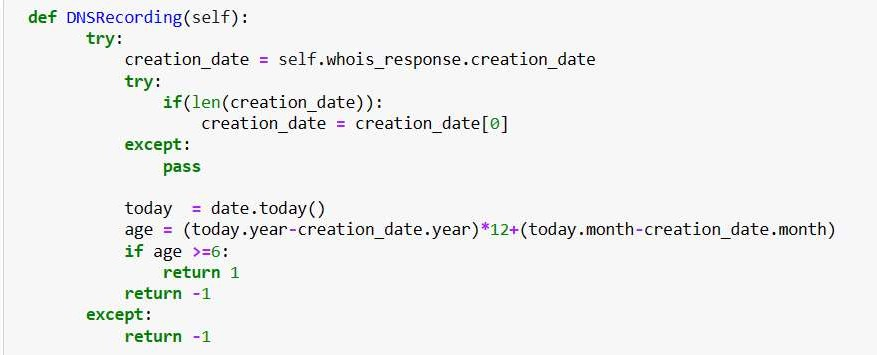 def DNSRecording(self):
try:
creation_date = self.whois_response.creation_date
try:
if(len(creation_date)):
creation_date = creation_date[0]
except:
pass
today  = date.today()
age = (today.year-creation_date.year)*12+(today.month-creation_date.month)
if age >=6:
return 1
return -1
except:
return -1